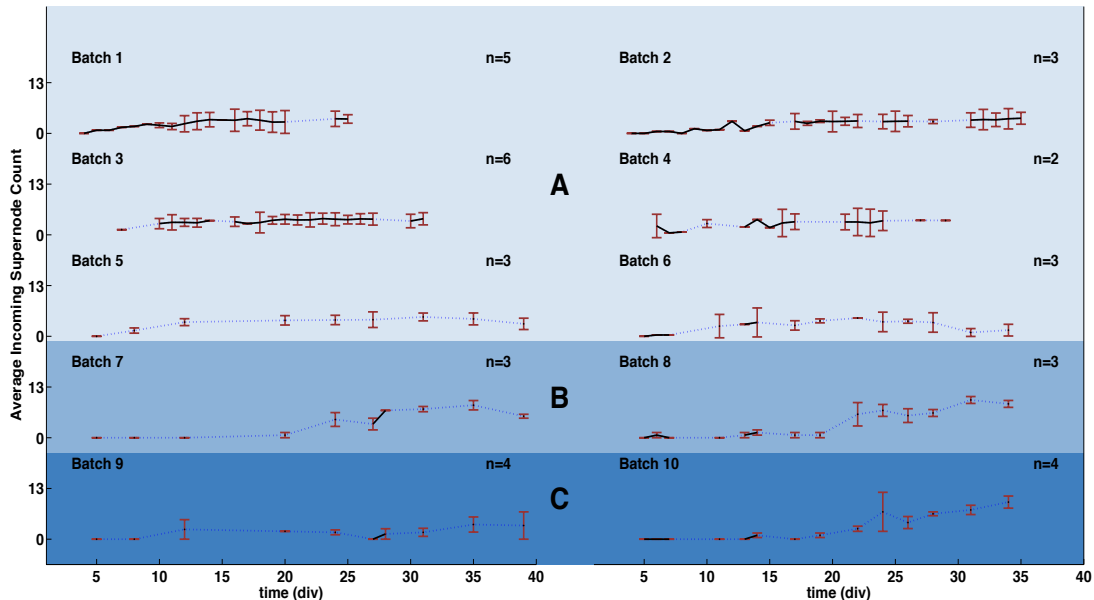 Batch 1 n=5 Batch 2 n=3
13
0
Batch 3 n=6 Batch 4 n=2
A
13
0
Batch 5 n=3 Batch 6 n=3
13
0
Batch 7 n=3 Batch 8 n=3
B
13
0
Batch 9 n=4 Batch 10 n=4
C
13
0
5 10 15 20 25 30 35 40 5 10 15 20 25 30 35 40
time (div) time (div)
Average Incoming Supernode Count